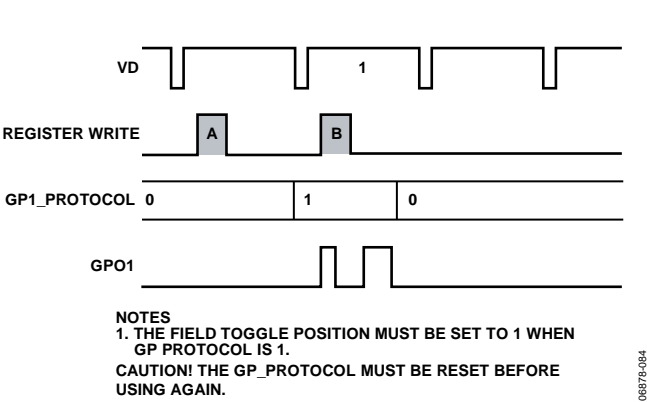 VD
1
REGISTER WRITE
A
B
GP1_PROTOCOL
0
1
0
GPO1
NOTES
1. THE FIELD TOGGLE POSITION MUST BE SET TO 1 WHEN
GP PROTOCOL IS 1.
CAUTION! THE GP_PROTOCOL MUST BE RESET BEFORE
USING AGAIN.
06878-084